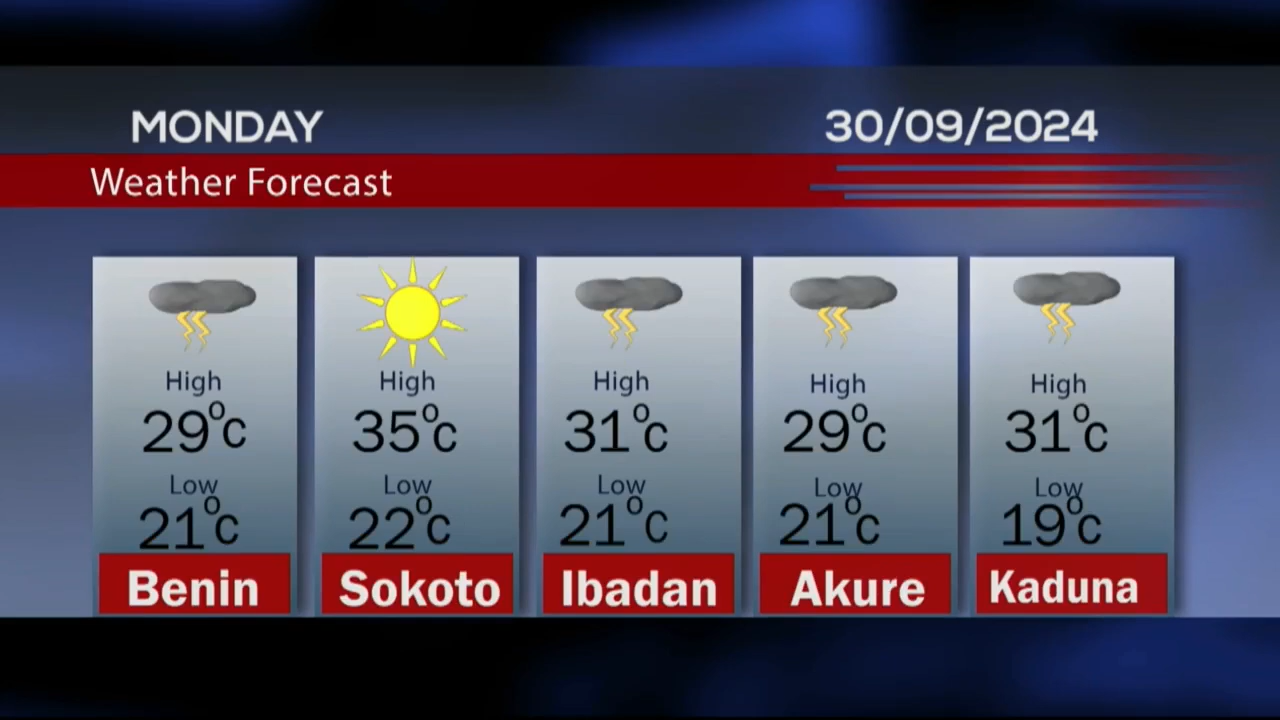 MONDAY
30/09/2024
Weather Forecast
High
29°c
Low
21°c
Benin
High
35°c
Low
22°c
Sokoto
High
31°c
Low
21°c
Ibadan
High
29°c
Low
21°c
Akure
High
31°c
Low
19°c
Kaduna